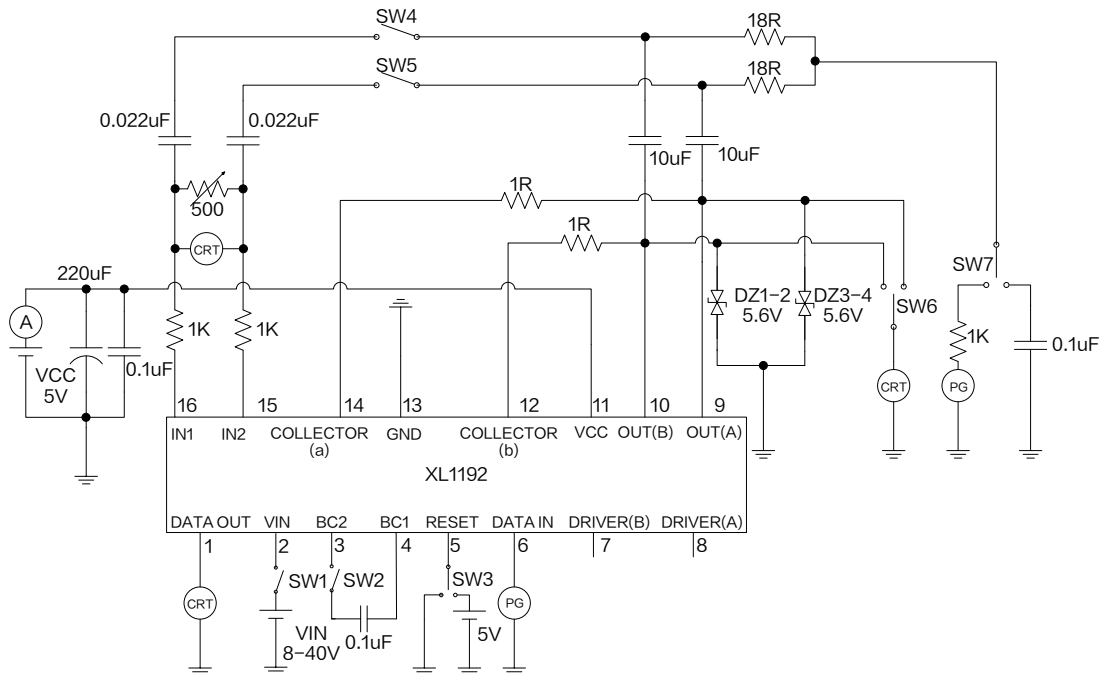 SW4
18R
SW5
18R
0.022uF
0.022uF
10uF
10uF
1R
500
1R
CRT
SW7
220uF
A
1K
1K
DZ1-2
5.6V
DZ3-4
5.6V
SW6
1K
0.1uF
VCC
5V
0.1uF
CRT
PG
16
15
14
13
12
11
10
9
IN1
IN2
COLLECTOR
(a)
GND
COLLECTOR
(b)
VCC
OUT(B)
OUT(A)
XL1192
DATA OUT
VIN
BC2
BC1
RESET
DATA IN
DRIVER(B)
DRIVER(A)
1
2
3
4
5
6
7
8
SW1
SW2
SW3
CRT
PG
VIN
8-40V
0.1uF
5V